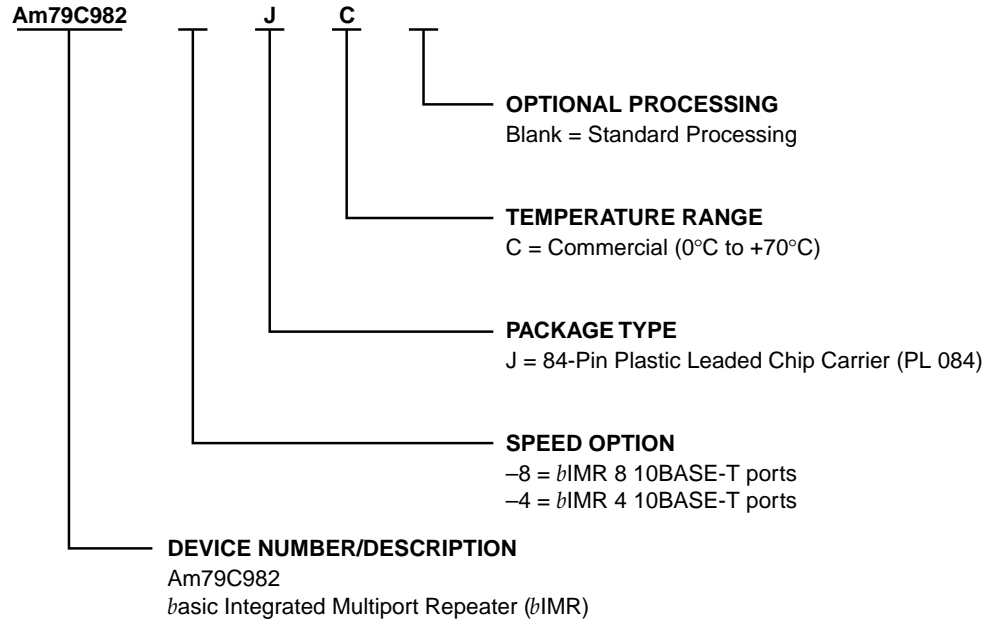 Am79C982 J C
OPTIONAL PROCESSING
Blank = Standard Processing
TEMPERATURE RANGE
C = Commercial (0°C to +70°C)
PACKAGE TYPE
J = 84-Pin Plastic Leaded Chip Carrier (PL 084)
SPEED OPTION
–8 = bIMR 8 10BASE-T ports
–4 = bIMR 4 10BASE-T ports
DEVICE NUMBER/DESCRIPTION
Am79C982
basic Integrated Multiport Repeater (bIMR)